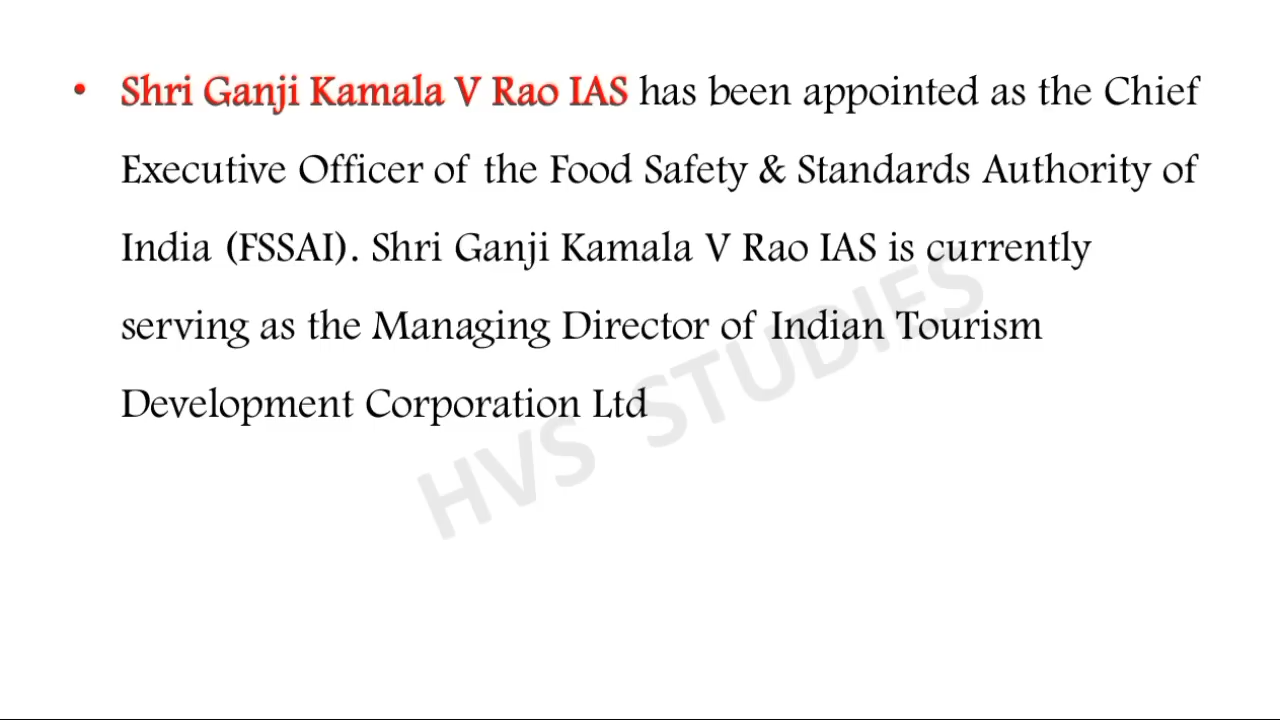 • Shri Ganji Kamala V Rao IAS has been appointed as the Chief
Executive Officer of the Food Safety & Standards Authority of
India (FSSAI). Shri Ganji Kamala V Rao IAS is currently
serving as the Managing Director of Indian Tourism
Development Corporation Ltd
HVS STUDIES